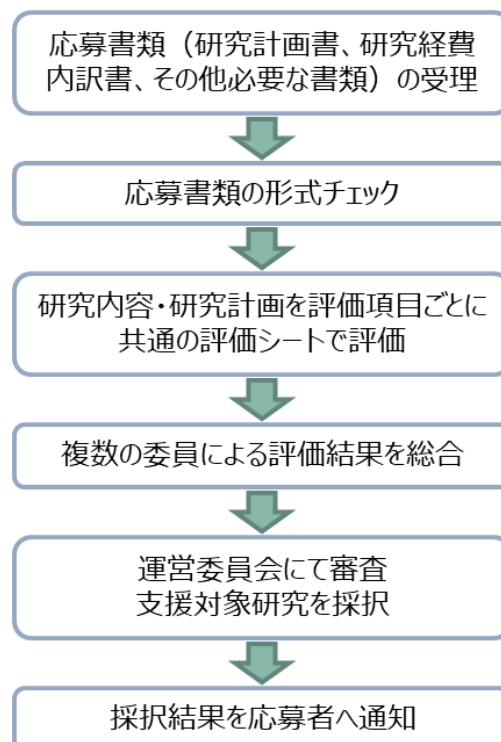 応募書類（研究計画書、研究経費
内訳書、その他必要な書類）の受理
応募書類の形式チェック
研究内容・研究計画を評価項目ごとに
共通の評価シートで評価
複数の委員による評価結果を総合
運営委員会にて審査
支援対象研究を採択
採択結果を応募者へ通知